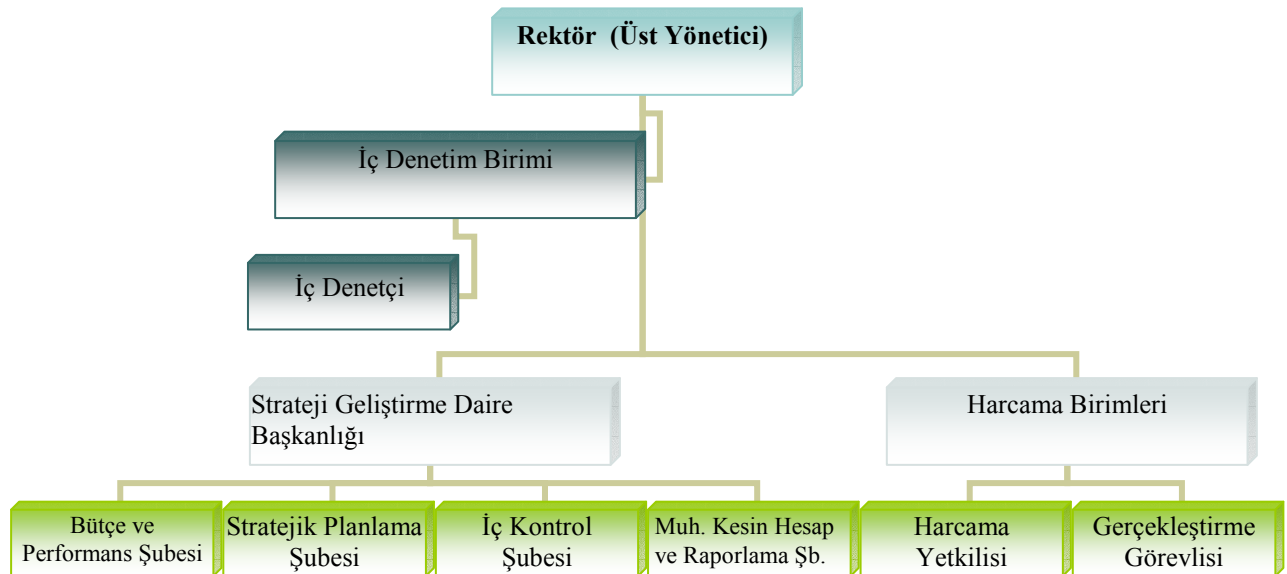 Rektör (Üst Yönetici)
İç Denetim Birimi
İç Denetçi
Strateji Geliştirme Daire
Başkanlığı
Harcama Birimleri
Bütçe ve
Performans Şubesi
Stratejik Planlama
Şubesi
İç Kontrol
Şubesi
Muh. Kesin Hesap
ve Raporlama Şb.
Harcama
Yetkilisi
Gerçekleştirme
Görevlisi